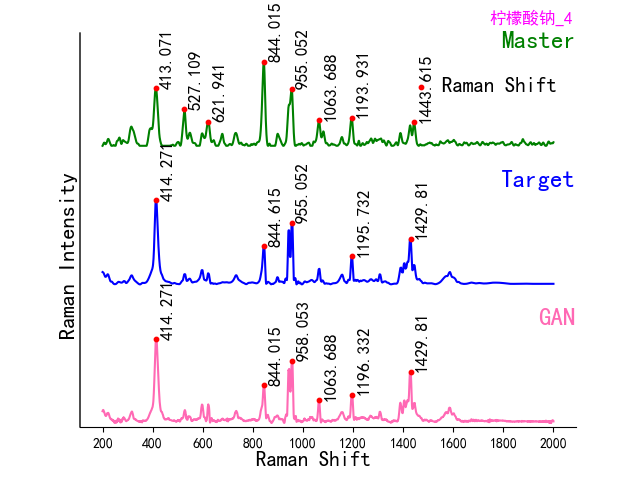 柠檬酸钠_4
Master
413.071
527.109
621.941
844.015
955.052
1063.688
1193.931
1443.615
Raman Shift
Target
414.271
844.615
955.052
1195.732
1429.81
GAN
414.271
844.015
958.053
1063.688
1196.332
1429.81
Raman Intensity
200 400 600 800 1000 1200 1400 1600 1800 2000
Raman Shift